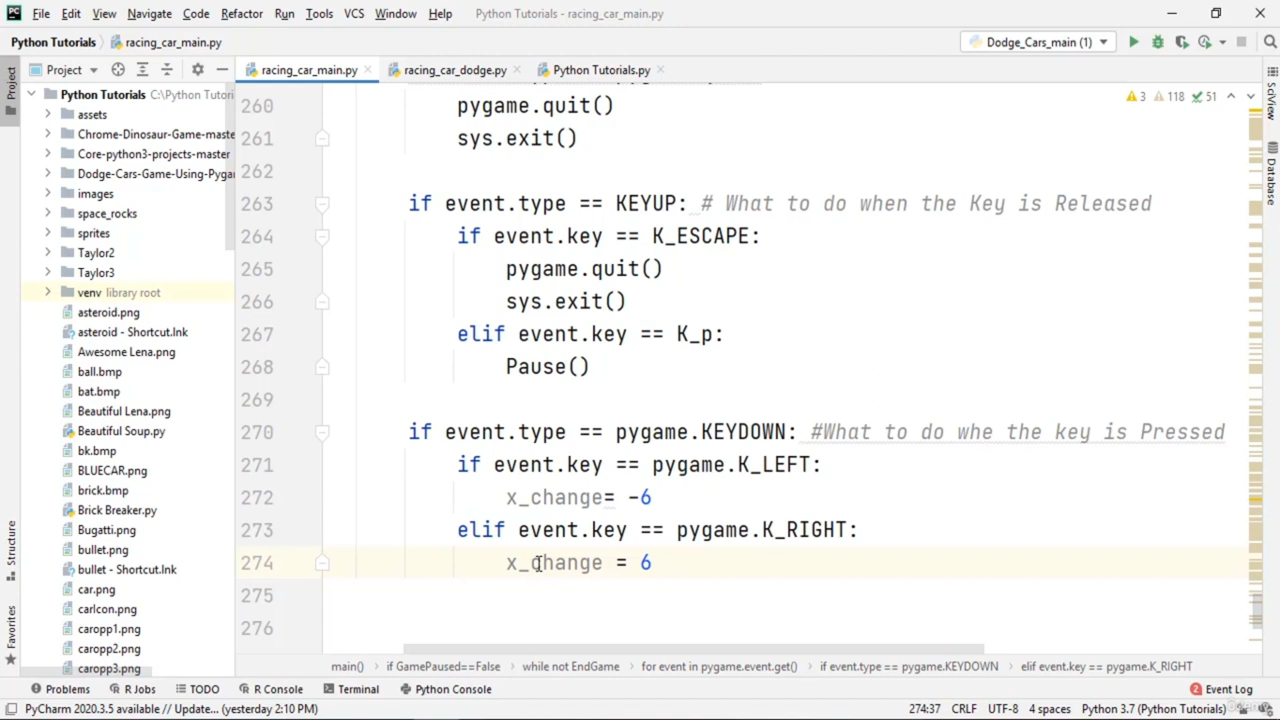 File Edit View Navigate Code Refactor Run Tools VCS Window Help Python Tutorials - racing_car_main.py
Python Tutorials racing_car_main.py Dodge_Cars_main (1)
Project racing_car_main.py racing_car_dodge.py Python Tutorials.py
Project
Structure
Favorites
SciView
Database
3 118 51
Python Tutorials C:\Python Tutori
assets
Chrome-Dinosaur-Game-maste
Core-python3-projects-master
Dodge-Cars-Game-Using-Pyga
images
space_rocks
sprites
Taylor2
Taylor3
venv library root
asteroid.png
asteroid - Shortcut.lnk
Awesome Lena.png
ball.bmp
bat.bmp
Beautiful Lena.png
Beautiful Soup.py
bk.bmp
BLUECAR.png
brick.bmp
Brick Breaker.py
Bugatti.png
bullet.png
bullet - Shortcut.lnk
car.png
carIcon.png
caropp1.png
caropp2.png
caropp3.png
260 pygame.quit()
261 sys.exit()
262
263 if event.type == KEYUP: # What to do when the Key is Released
264 if event.key == K_ESCAPE:
265 pygame.quit()
266 sys.exit()
267 elif event.key == K_p:
268 Pause()
269
270 if event.type == pygame.KEYDOWN: #What to do whe the key is Pressed
271 if event.key == pygame.K_LEFT:
272 x_change= -6
273 elif event.key == pygame.K_RIGHT:
274 x_change = 6
275
276
main() if GamePaused==False while not EndGame for event in pygame.event.get() if event.type == pygame.KEYDOWN elif event.key == pygame.K_RIGHT
Problems R Jobs TODO R Console Terminal Python Console Event Log
PyCharm 2020.3.5 available // Update... (yesterday 2:10 PM) 274:37 CRLF UTF-8 4 spaces Python 3.7 (Python Tutorials)